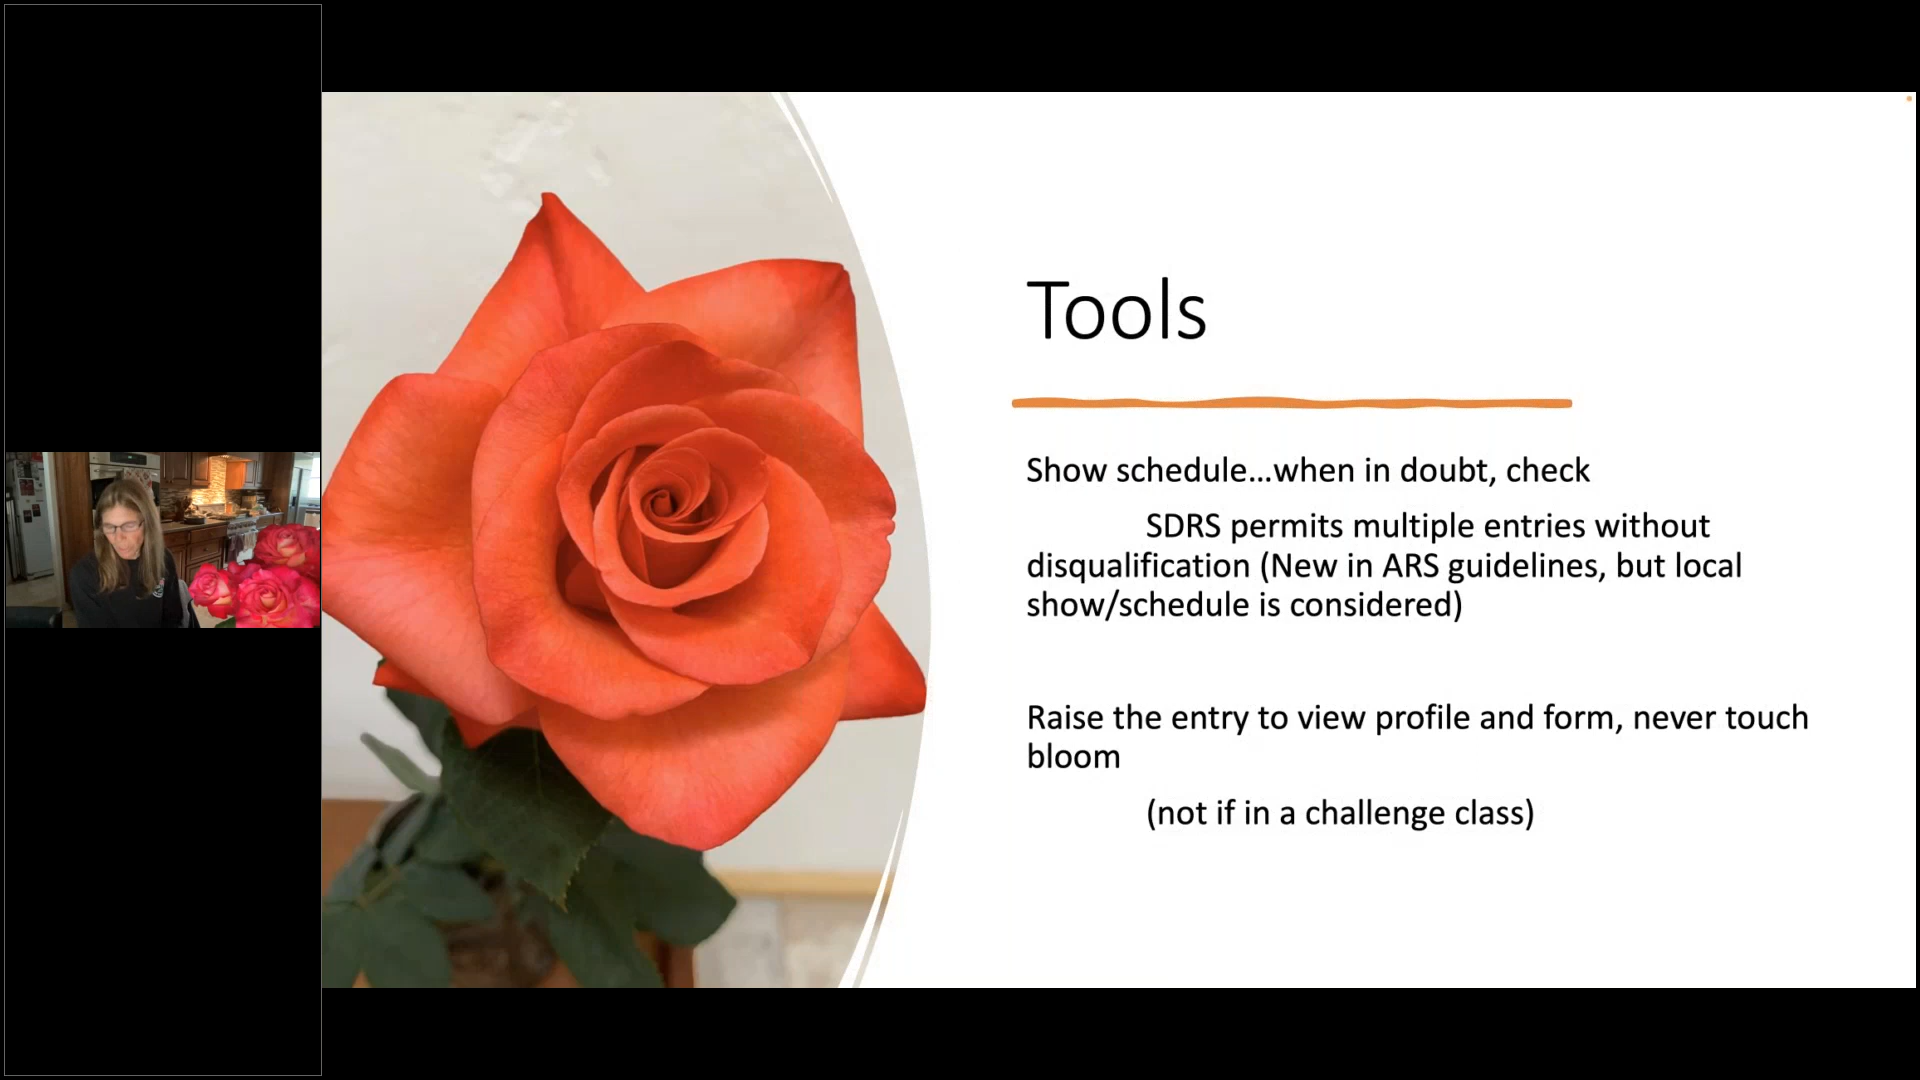 Tools
Show schedule...when in doubt, check
SDRS permits multiple entries without
disqualification (New in ARS guidelines, but local
show/schedule is considered)
Raise the entry to view profile and form, never touch
bloom
(not if in a challenge class)